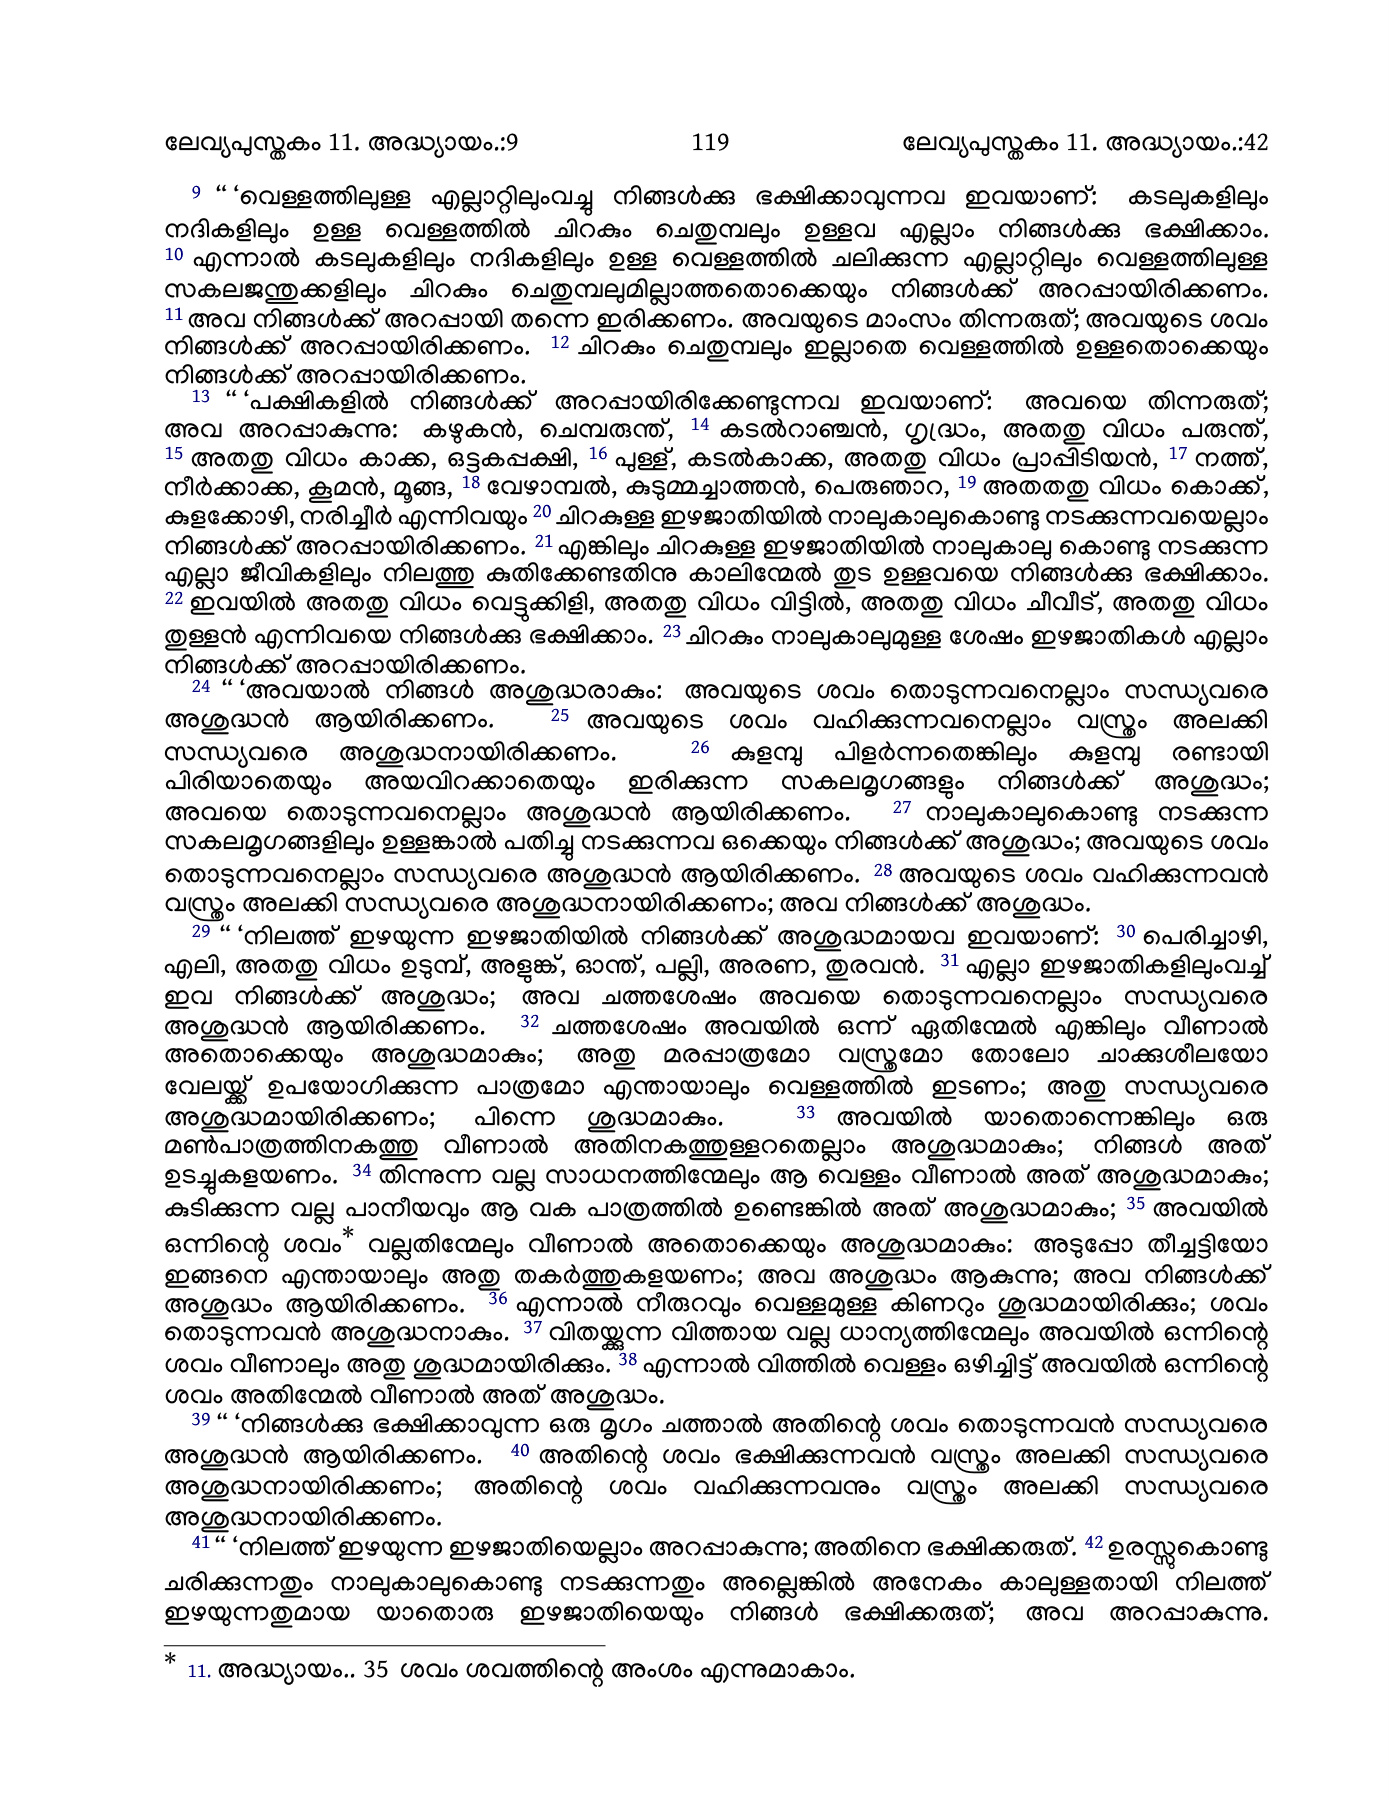 ലേവ്യപുസ്തകം 11. അദ്ധ്യായം.:9 119 ലേവ്യപുസ്തകം 11. അദ്ധ്യായം.:42
9 “ ‘വെള്ളത്തിലുള്ള എല്ലാറ്റിലുംവച്ചു നിങ്ങൾക്കു ഭക്ഷിക്കാവുന്നവ ഇവയാണ്: കടലുകളിലും
നദികളിലും ഉള്ള വെള്ളത്തിൽ ചിറകും ചെതുമ്പലും ഉള്ളവ എല്ലാം നിങ്ങൾക്കു ഭക്ഷിക്കാം.
10 എന്നാൽ കടലുകളിലും നദികളിലും ഉള്ള വെള്ളത്തിൽ ചലിക്കുന്ന എല്ലാറ്റിലും വെള്ളത്തിലുള്ള
സകലജന്തുക്കളിലും ചിറകും ചെതുമ്പലുമില്ലാത്തതൊക്കെയും നിങ്ങൾക്ക് അറപ്പായിരിക്കണം.
11 അവ നിങ്ങൾക്ക് അറപ്പായി തന്നെ ഇരിക്കണം. അവയുടെ മാംസം തിന്നരുത്; അവയുടെ ശവം
നിങ്ങൾക്ക് അറപ്പായിരിക്കണം. 12 ചിറകും ചെതുമ്പലും ഇല്ലാതെ വെള്ളത്തിൽ ഉള്ളതൊക്കെയും
നിങ്ങൾക്ക് അറപ്പായിരിക്കണം.
13 “ ‘പക്ഷികളിൽ നിങ്ങൾക്ക് അറപ്പായിരിക്കേണ്ടുന്നവ ഇവയാണ്: അവയെ തിന്നരുത്;
അവ അറപ്പാകുന്നു: കഴുകൻ, ചെമ്പരുന്ത്, 14 കടൽറാഞ്ചൻ, ഗൃദ്ധ്രം, അതതു വിധം പരുന്ത്,
15 അതതു വിധം കാക്ക, ഒട്ടകപ്പക്ഷി, 16 പുള്ള്, കടൽകാക്ക, അതതു വിധം പ്രാപ്പിടിയൻ, 17 നത്ത്,
നീർക്കാക്ക, കൂമൻ, മൂങ്ങ, 18 വേഴാമ്പൽ, കുടുമ്മച്ചാത്തൻ, പെരുഞാറ, 19 അതതതു വിധം കൊക്ക്,
കുളക്കോഴി, നരിച്ചീർ എന്നിവയും 20 ചിറകുള്ള ഇഴജാതിയിൽ നാലുകാലുകൊണ്ടു നടക്കുന്നവയെല്ലാം
നിങ്ങൾക്ക് അറപ്പായിരിക്കണം. 21 എങ്കിലും ചിറകുള്ള ഇഴജാതിയിൽ നാലുകാലു കൊണ്ടു നടക്കുന്ന
എല്ലാ ജീവികളിലും നിലത്തു കുതിക്കേണ്ടതിനു കാലിന്മേൽ തുട ഉള്ളവയെ നിങ്ങൾക്കു ഭക്ഷിക്കാം.
22 ഇവയിൽ അതതു വിധം വെട്ടുക്കിളി, അതതു വിധം വിട്ടിൽ, അതതു വിധം ചീവീട്, അതതു വിധം
തുള്ളൻ എന്നിവയെ നിങ്ങൾക്കു ഭക്ഷിക്കാം. 23 ചിറകും നാലുകാലുമുള്ള ശേഷം ഇഴജാതികൾ എല്ലാം
നിങ്ങൾക്ക് അറപ്പായിരിക്കണം.
24 “ ‘അവയാൽ നിങ്ങൾ അശുദ്ധരാകും: അവയുടെ ശവം തൊടുന്നവനെല്ലാം സന്ധ്യവരെ
അശുദ്ധൻ ആയിരിക്കണം. 25 അവയുടെ ശവം വഹിക്കുന്നവനെല്ലാം വസ്ത്രം അലക്കി
സന്ധ്യവരെ അശുദ്ധനായിരിക്കണം. 26 കുളമ്പു പിളർന്നതെങ്കിലും കുളമ്പു രണ്ടായി
പിരിയാതെയും അയവിറക്കാതെയും ഇരിക്കുന്ന സകലമൃഗങ്ങളും നിങ്ങൾക്ക് അശുദ്ധം;
അവയെ തൊടുന്നവനെല്ലാം അശുദ്ധൻ ആയിരിക്കണം. 27 നാലുകാലുകൊണ്ടു നടക്കുന്ന
സകലമൃഗങ്ങളിലും ഉള്ളങ്കാൽ പതിച്ചു നടക്കുന്നവ ഒക്കെയും നിങ്ങൾക്ക് അശുദ്ധം; അവയുടെ ശവം
തൊടുന്നവനെല്ലാം സന്ധ്യവരെ അശുദ്ധൻ ആയിരിക്കണം. 28 അവയുടെ ശവം വഹിക്കുന്നവൻ
വസ്ത്രം അലക്കി സന്ധ്യവരെ അശുദ്ധനായിരിക്കണം; അവ നിങ്ങൾക്ക് അശുദ്ധം.
29 “ ‘നിലത്ത് ഇഴയുന്ന ഇഴജാതിയിൽ നിങ്ങൾക്ക് അശുദ്ധമായവ ഇവയാണ്: 30 പെരിച്ചാഴി,
എലി, അതതു വിധം ഉടുമ്പ്, അളുങ്ക്, ഓന്ത്, പല്ലി, അരണ, തുരവൻ. 31 എല്ലാ ഇഴജാതികളിലുംവച്ച്
ഇവ നിങ്ങൾക്ക് അശുദ്ധം; അവ ചത്തശേഷം അവയെ തൊടുന്നവനെല്ലാം സന്ധ്യവരെ
അശുദ്ധൻ ആയിരിക്കണം. 32 ചത്തശേഷം അവയിൽ ഒന്ന് ഏതിന്മേൽ എങ്കിലും വീണാൽ
അതൊക്കെയും അശുദ്ധമാകും; അതു മരപ്പാത്രമോ വസ്ത്രമോ തോലോ ചാക്കുശീലയോ
വേലയ്ക്ക് ഉപയോഗിക്കുന്ന പാത്രമോ എന്തായാലും വെള്ളത്തിൽ ഇടണം; അതു സന്ധ്യവരെ
അശുദ്ധമായിരിക്കണം; പിന്നെ ശുദ്ധമാകും. 33 അവയിൽ യാതൊന്നെങ്കിലും ഒരു
മൺപാത്രത്തിനകത്തു വീണാൽ അതിനകത്തുള്ളറതെല്ലാം അശുദ്ധമാകും; നിങ്ങൾ അത്
ഉടച്ചുകളയണം. 34 തിന്നുന്ന വല്ല സാധനത്തിന്മേലും ആ വെള്ളം വീണാൽ അത് അശുദ്ധമാകും;
കുടിക്കുന്ന വല്ല പാനീയവും ആ വക പാത്രത്തിൽ ഉണ്ടെങ്കിൽ അത് അശുദ്ധമാകും; 35 അവയിൽ
ഒന്നിന്റെ ശവം* വല്ലതിന്മേലും വീണാൽ അതൊക്കെയും അശുദ്ധമാകും: അടുപ്പോ തീച്ചട്ടിയോ
ഇങ്ങനെ എന്തായാലും അതു തകർത്തുകളയണം; അവ അശുദ്ധം ആകുന്നു; അവ നിങ്ങൾക്ക്
അശുദ്ധം ആയിരിക്കണം. 36 എന്നാൽ നീരുറവും വെള്ളമുള്ള കിണറും ശുദ്ധമായിരിക്കും; ശവം
തൊടുന്നവൻ അശുദ്ധനാകും. 37 വിതയ്ക്കുന്ന വിത്തായ വല്ല ധാന്യത്തിന്മേലും അവയിൽ ഒന്നിന്റെ
ശവം വീണാലും അതു ശുദ്ധമായിരിക്കും. 38 എന്നാൽ വിത്തിൽ വെള്ളം ഒഴിച്ചിട്ട് അവയിൽ ഒന്നിന്റെ
ശവം അതിന്മേൽ വീണാൽ അത് അശുദ്ധം.
39 “ ‘നിങ്ങൾക്കു ഭക്ഷിക്കാവുന്ന ഒരു മൃഗം ചത്താൽ അതിന്റെ ശവം തൊടുന്നവൻ സന്ധ്യവരെ
അശുദ്ധൻ ആയിരിക്കണം. 40 അതിന്റെ ശവം ഭക്ഷിക്കുന്നവൻ വസ്ത്രം അലക്കി സന്ധ്യവരെ
അശുദ്ധനായിരിക്കണം; അതിന്റെ ശവം വഹിക്കുന്നവനും വസ്ത്രം അലക്കി സന്ധ്യവരെ
അശുദ്ധനായിരിക്കണം.
41 “ ‘നിലത്ത് ഇഴയുന്ന ഇഴജാതിയെല്ലാം അറപ്പാകുന്നു; അതിനെ ഭക്ഷിക്കരുത്. 42 ഉരസ്സുകൊണ്ടു
ചരിക്കുന്നതും നാലുകാലുകൊണ്ടു നടക്കുന്നതും അല്ലെങ്കിൽ അനേകം കാലുള്ളതായി നിലത്ത്
ഇഴയുന്നതുമായ യാതൊരു ഇഴജാതിയെയും നിങ്ങൾ ഭക്ഷിക്കരുത്; അവ അറപ്പാകുന്നു.
* 11. അദ്ധ്യായം.. 35 ശവം ശവത്തിന്റെ അംശം എന്നുമാകാം.